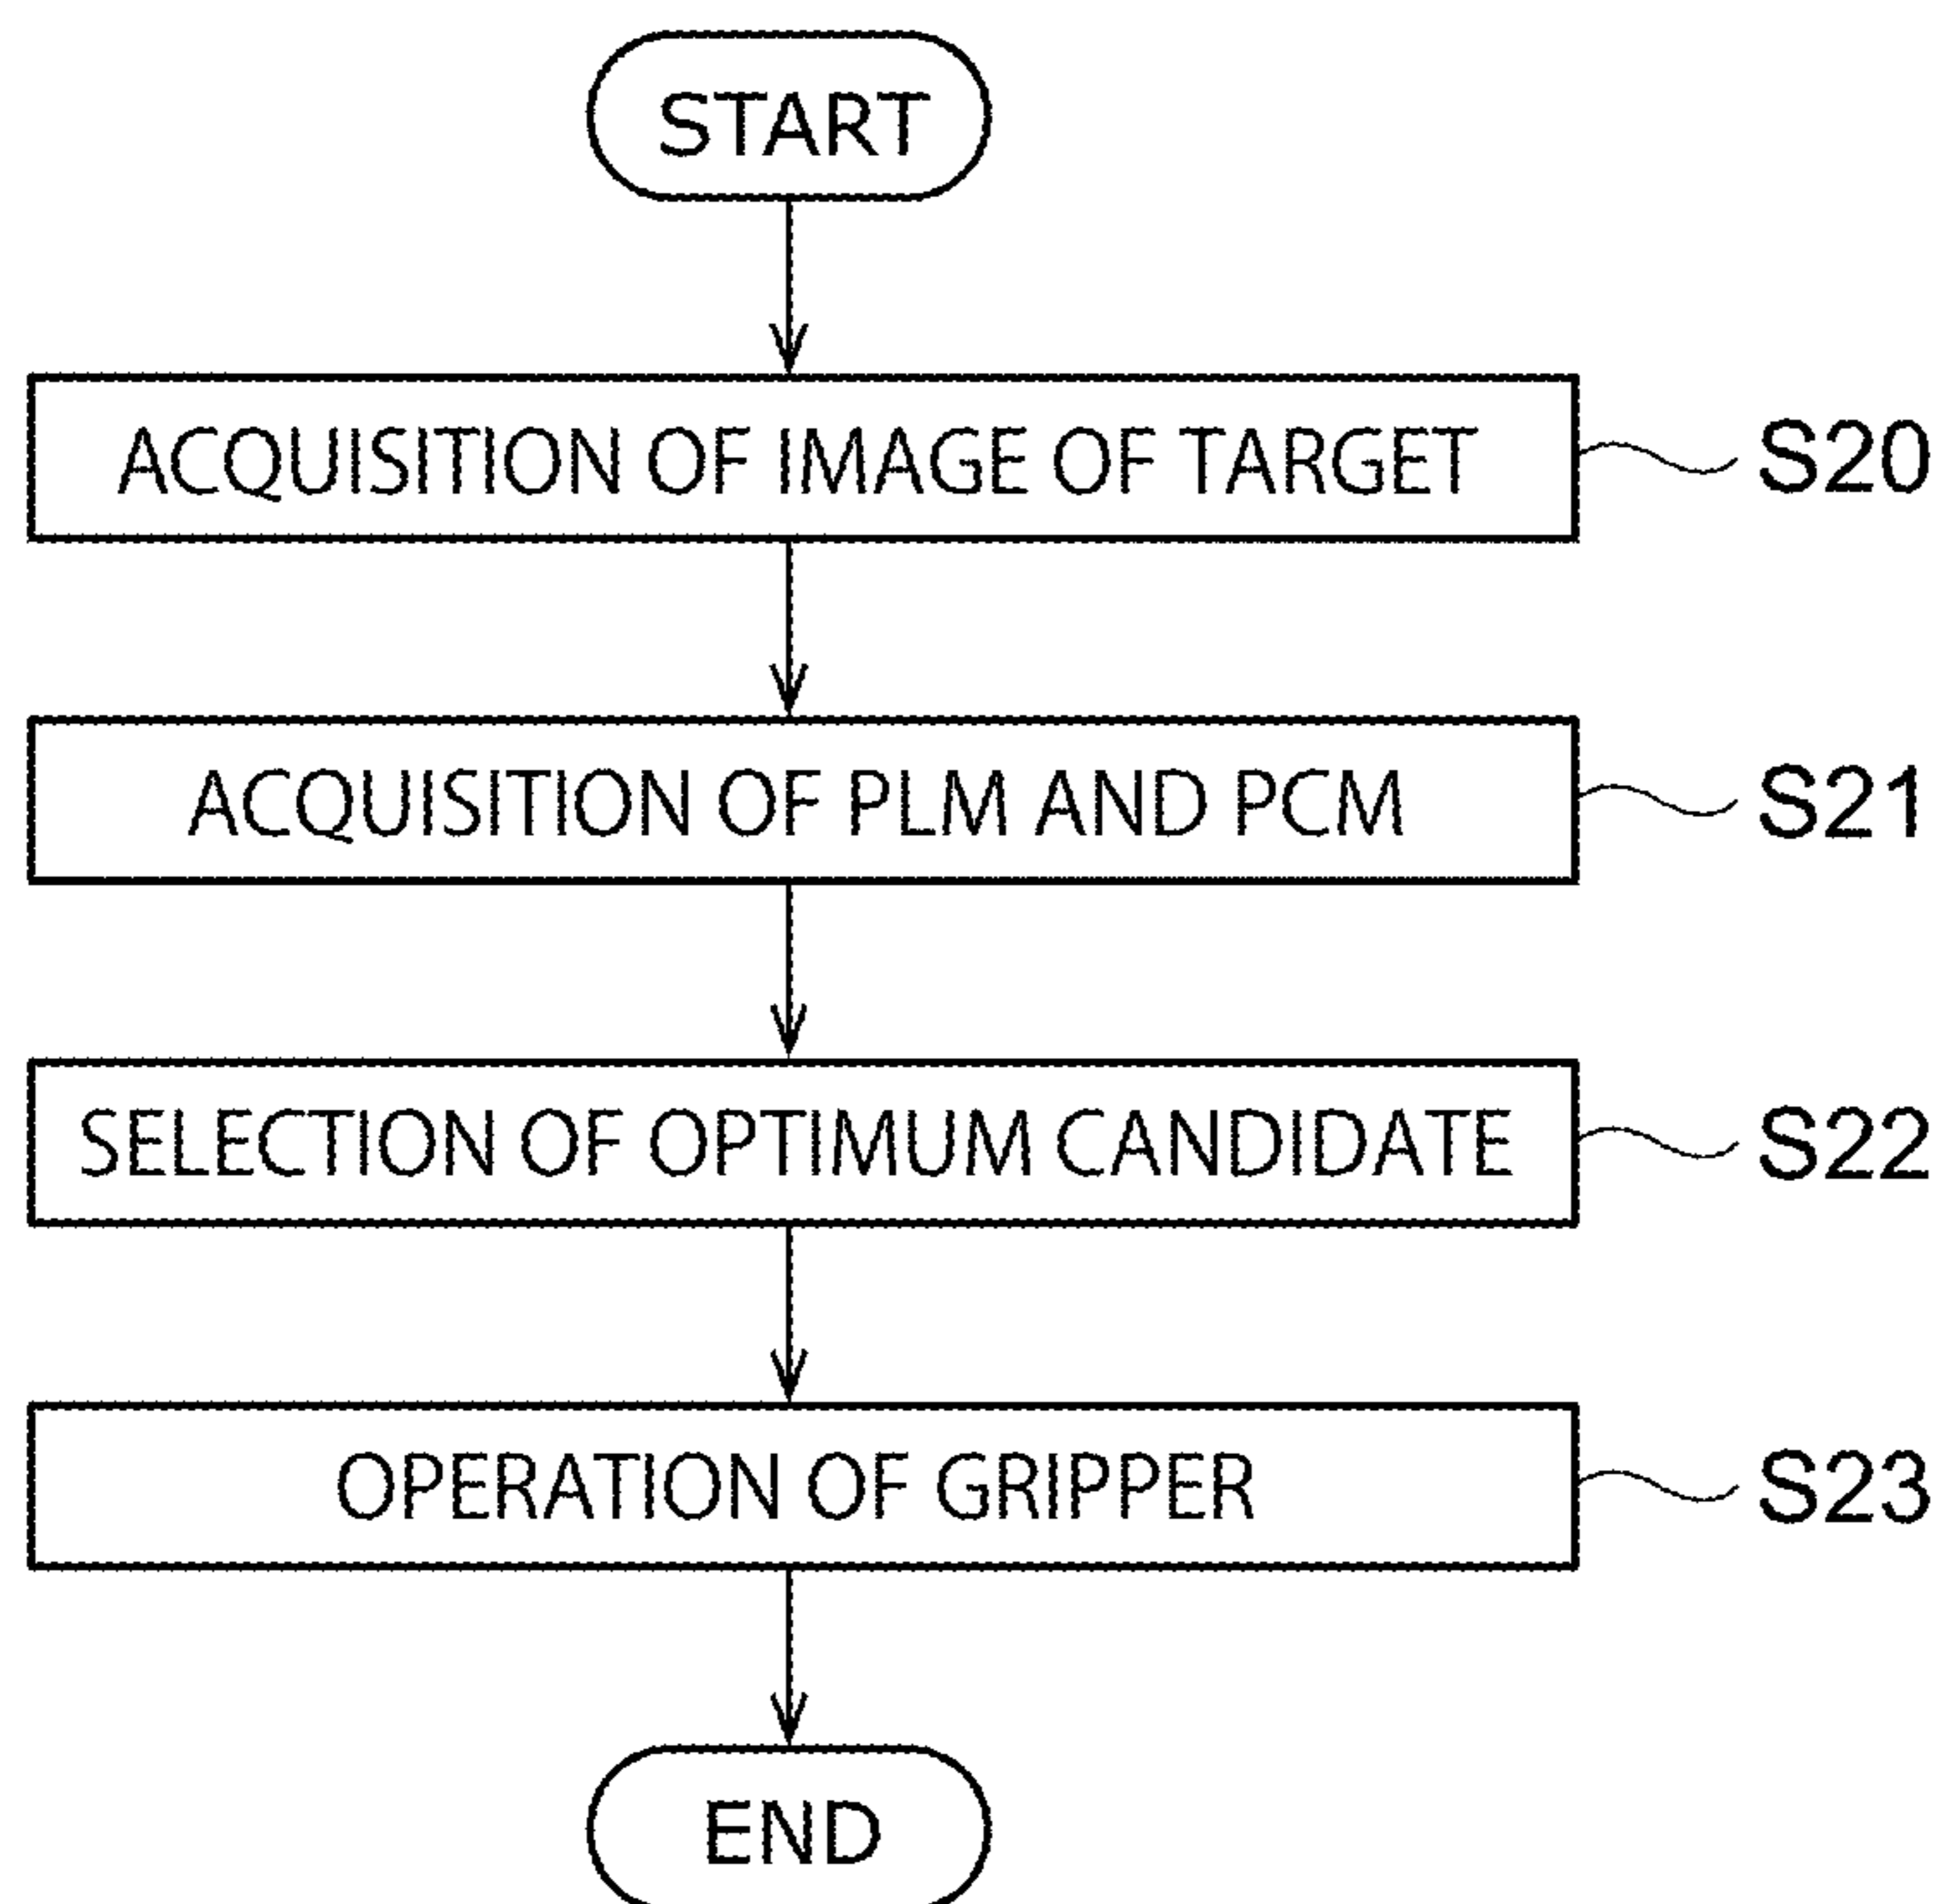 START
ACQUISITION OF IMAGE OF TARGET S20
ACQUISITION OF PLM AND PCM S21
SELECTION OF OPTIMUM CANDIDATE S22
OPERATION OF GRIPPER S23
END